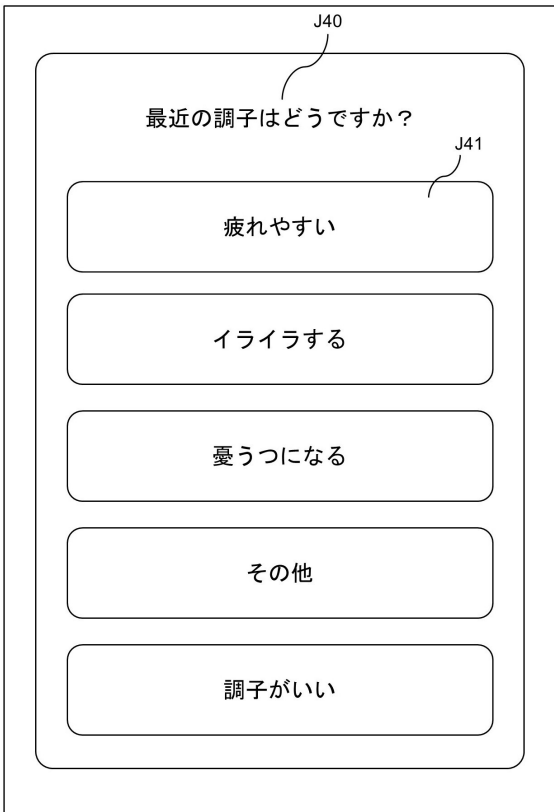 J40
最近の調子はどうですか？
J41
疲れやすい
イライラする
憂うつになる
その他
調子がいい